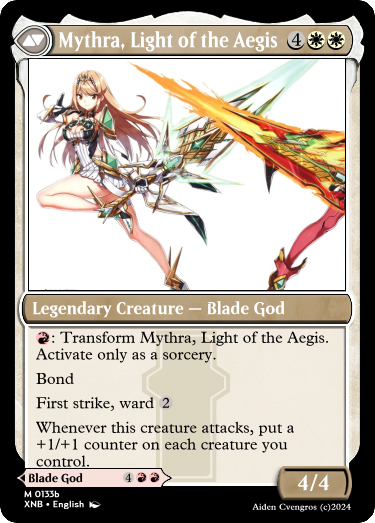 Mythra, Light of the Aegis 4
Legendary Creature — Blade God
: Transform Mythra, Light of the Aegis.
Activate only as a sorcery.
Bond
First strike, ward 2
Whenever this creature attacks, put a
+1/+1 counter on each creature you
control.
Blade God 4
4/4
M 0133b
XNB • English
Aiden Cvengros (c)2024